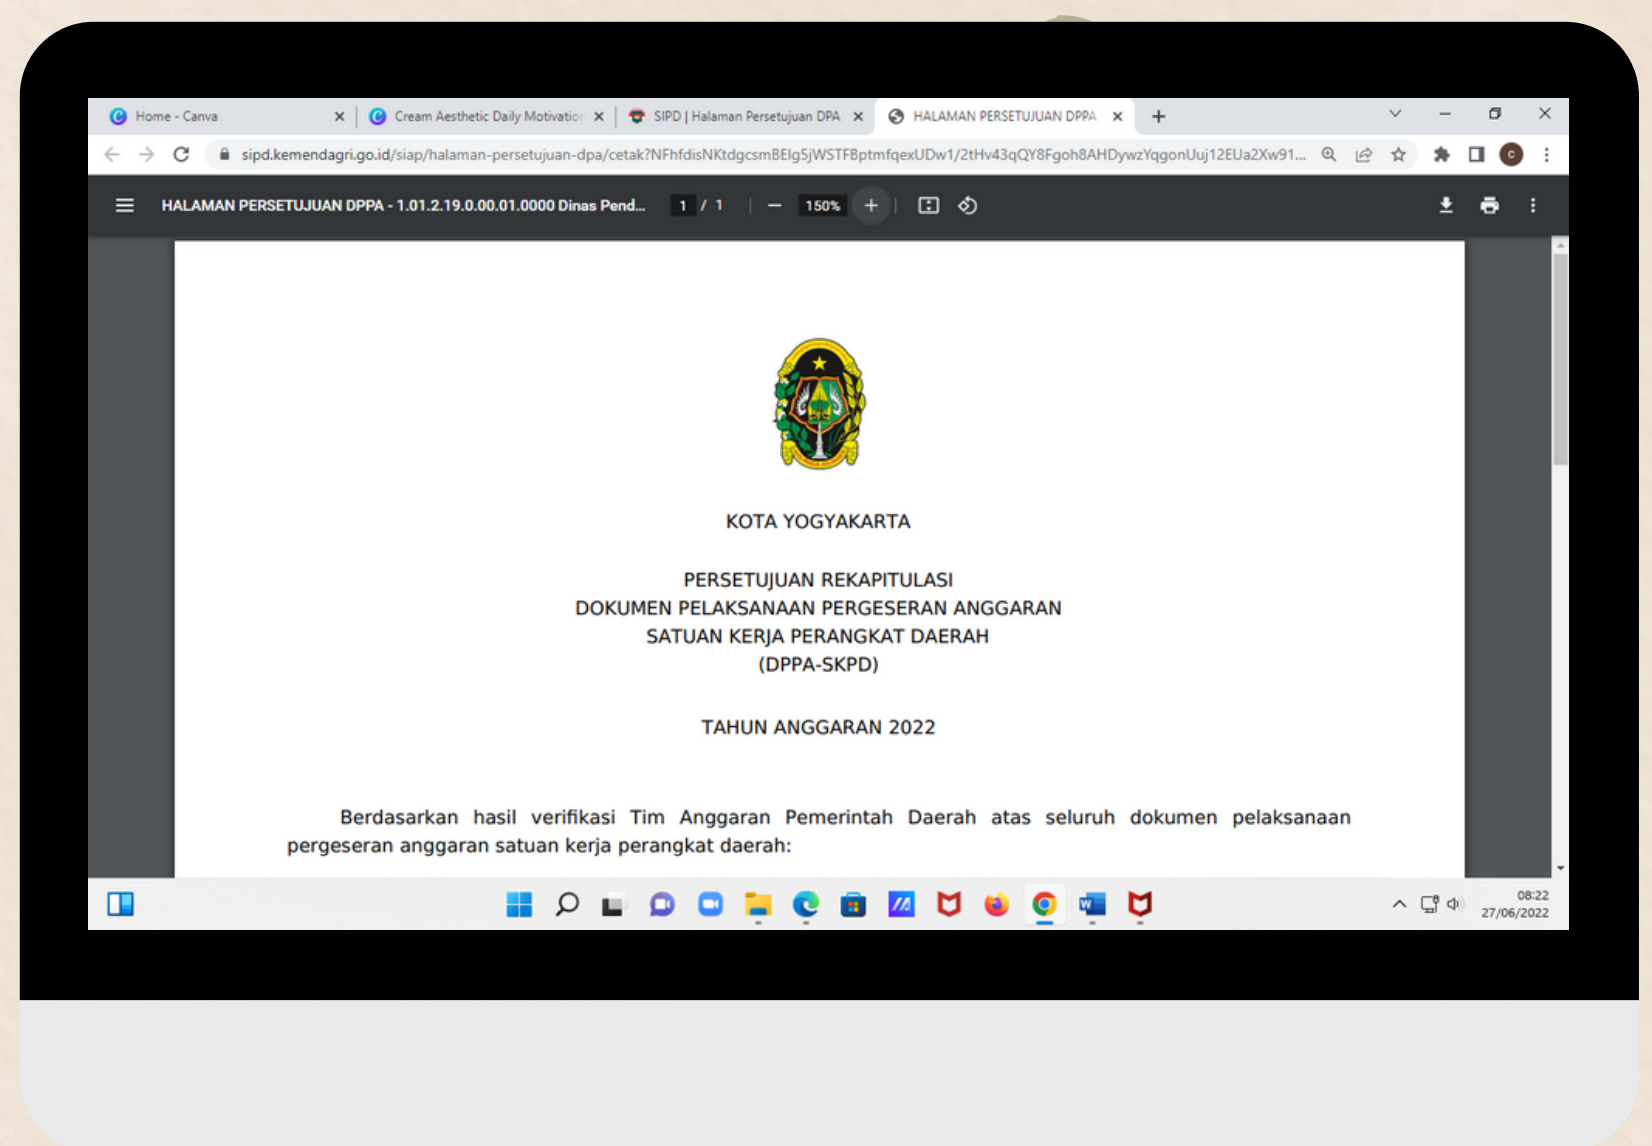 Home - Canva
Cream Aesthetic Daily Motivation
SIPD | Halaman Persetujuan DPA
HALAMAN PERSETUJUAN DPPA -
sipd.kemendagri.go.id/siap/halaman-persetujuan-dpa/cetak?NFhfdisNKtdgcsmBEIg5jWSTFBptmfqexUDw1/2tHv43qQY8Fgoh8AHDywzYqgonUuj12EUa2Xw91...
HALAMAN PERSETUJUAN DPPA - 1.01.2.19.0.00.01.0000 Dinas Pend...
1 / 1
150%
KOTA YOGYAKARTA
PERSETUJUAN REKAPITULASI
DOKUMEN PELAKSANAAN PERGESERAN ANGGARAN
SATUAN KERJA PERANGKAT DAERAH
(DPPA-SKPD)
TAHUN ANGGARAN 2022
Berdasarkan hasil verifikasi Tim Anggaran Pemerintah Daerah atas seluruh dokumen pelaksanaan
pergeseran anggaran satuan kerja perangkat daerah:
08:22
27/06/2022